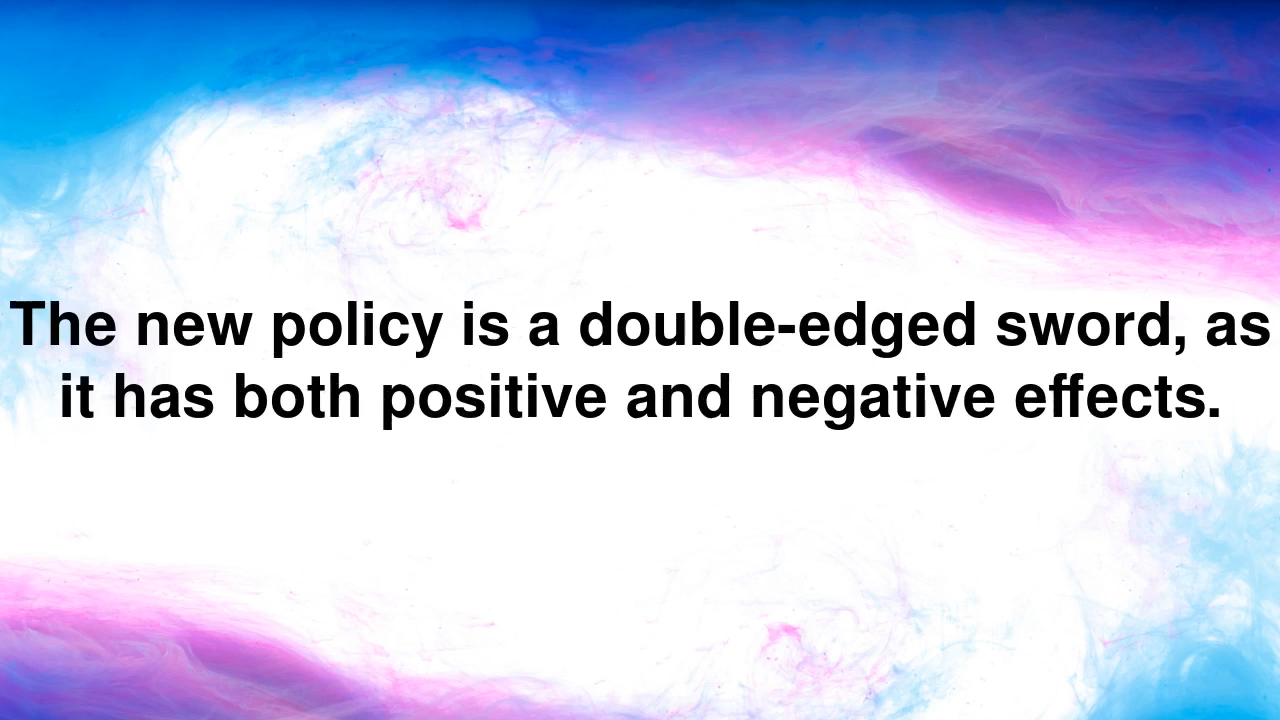 The new policy is a double-edged sword, as
it has both positive and negative effects.